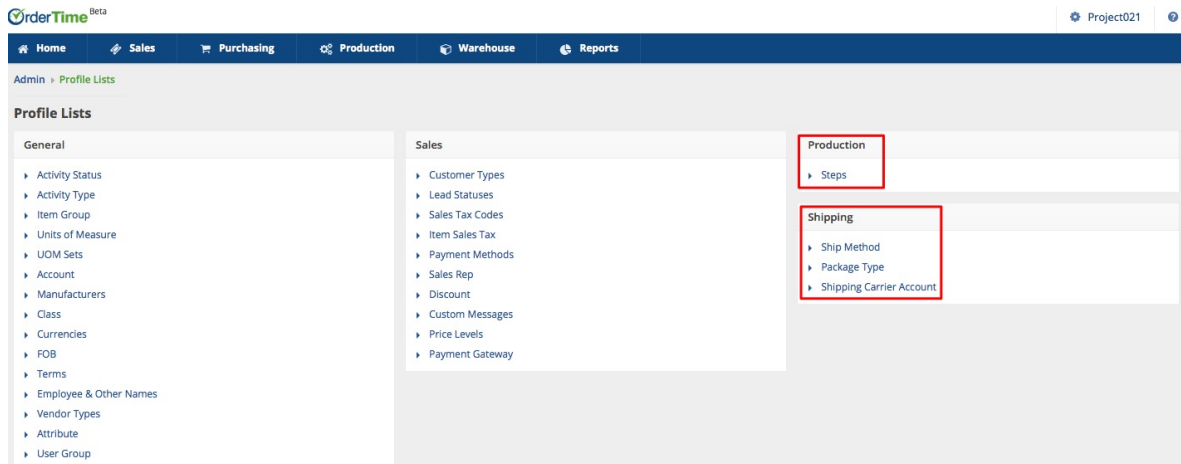 OrderTime Beta
Project021
Home Sales Purchasing Production Warehouse Reports
Admin Profile Lists
Profile Lists
General
Activity Status
Activity Type
Item Group
Units of Measure
UOM Sets
Account
Manufacturers
Class
Currencies
FOB
Terms
Employee & Other Names
Vendor Types
Attribute
User Group
Sales
Customer Types
Lead Statuses
Sales Tax Codes
Item Sales Tax
Payment Methods
Sales Rep
Discount
Custom Messages
Price Levels
Payment Gateway
Production
Steps
Shipping
Ship Method
Package Type
Shipping Carrier Account